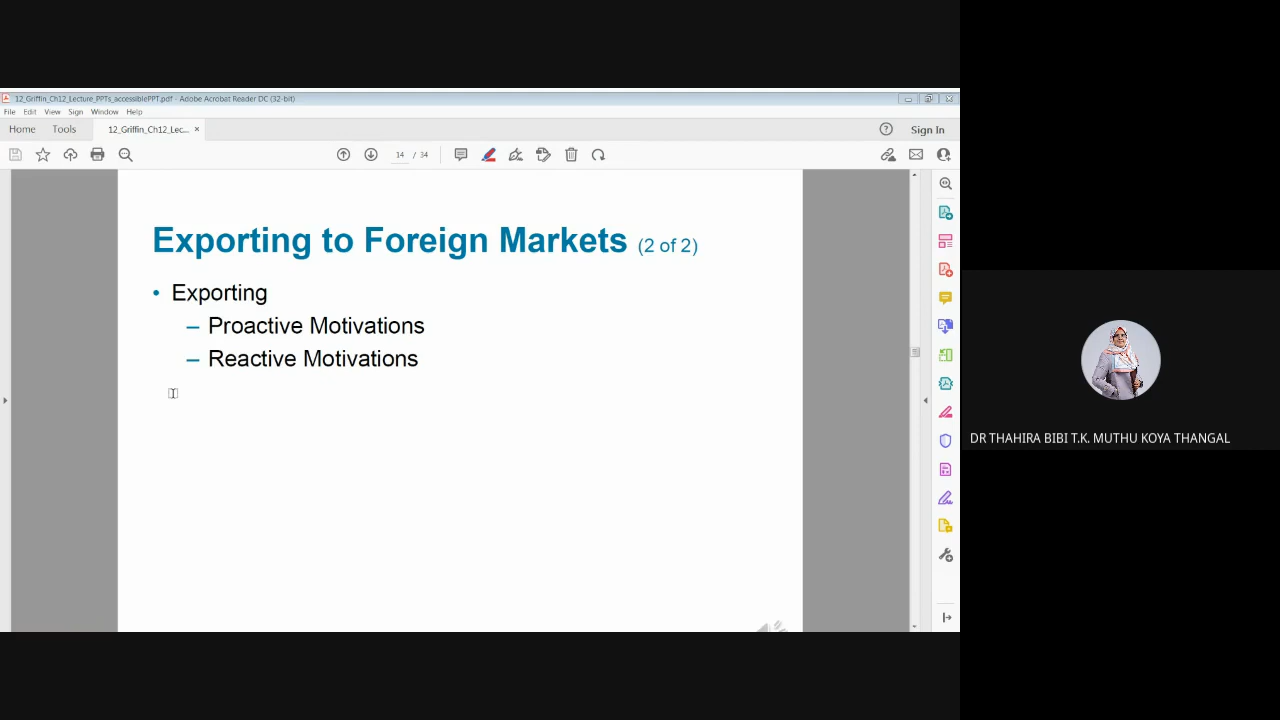 12_Griffin_Ch12_Lecture_PPTs_accessiblePPT.pdf - Adobe Acrobat Reader DC (32-bit)
File Edit View Sign Window Help
Home Tools 12_Griffin_Ch12_Lec... × Sign In
14 / 34
Exporting to Foreign Markets (2 of 2)
• Exporting
– Proactive Motivations
– Reactive Motivations
DR THAHIRA BIBI T.K. MUTHU KOYA THANGAL